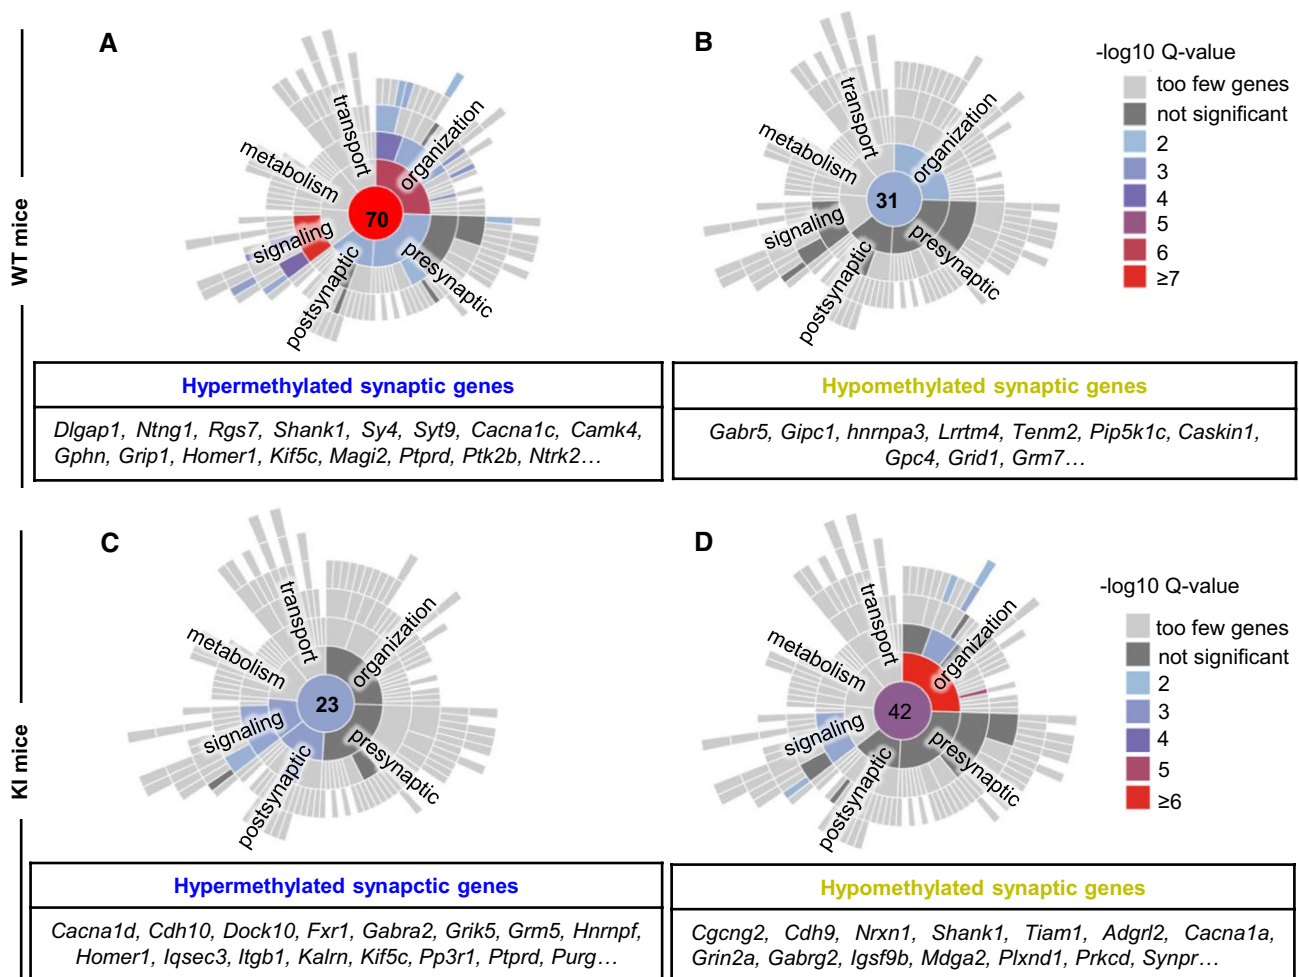 WT mice
A
transport
organization
metabolism
70
signaling
postsynaptic
presynaptic
Hypermethylated synaptic genes
Dlgap1, Ntng1, Rgs7, Shank1, Sy4, Syt9, Cacna1c, Camk4,
Gphn, Grip1, Homer1, Kif5c, Magi2, Ptprd, Ptk2b, Ntrk2…
B
transport
organization
metabolism
31
signaling
postsynaptic
presynaptic
-log10 Q-value
too few genes
not significant
2
3
4
5
6
≥7
Hypomethylated synaptic genes
Gabr5, Gipc1, hnrnpa3, Lrrtm4, Tenm2, Pip5k1c, Caskin1,
Gpc4, Grid1, Grm7…
KI mice
C
transport
organization
metabolism
23
signaling
postsynaptic
presynaptic
Hypermethylated synapctic genes
Cacna1d, Cdh10, Dock10, Fxr1, Gabra2, Grik5, Grm5, Hnrnpf,
Homer1, Iqsec3, Itgb1, Kalrn, Kif5c, Pp3r1, Ptprd, Purg…
D
transport
organization
metabolism
42
signaling
postsynaptic
presynaptic
-log10 Q-value
too few genes
not significant
2
3
4
5
≥6
Hypomethylated synaptic genes
Cgcng2, Cdh9, Nrxn1, Shank1, Tiam1, Adgrl2, Cacna1a,
Grin2a, Gabrg2, Igsf9b, Mdga2, Plxnd1, Prkcd, Synpr…